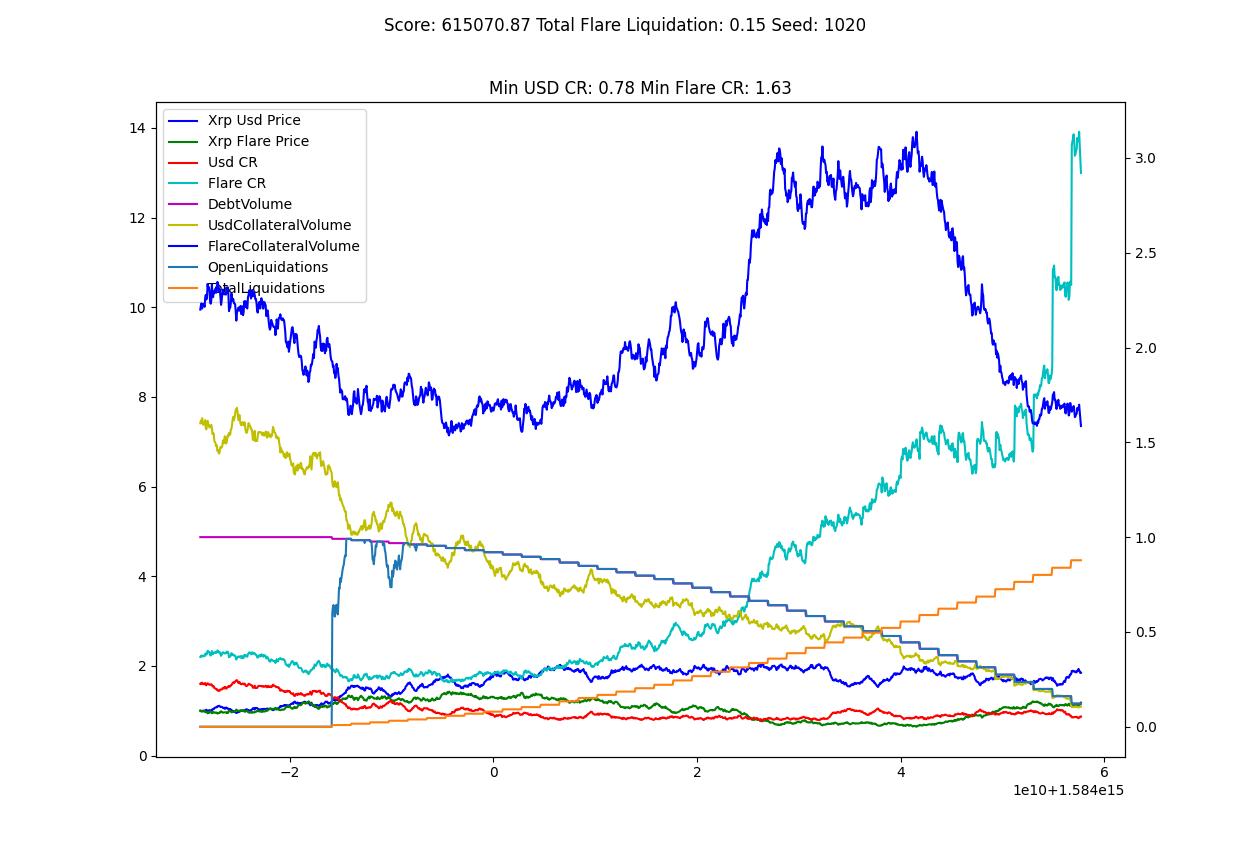 Score: 615070.87 Total Flare Liquidation: 0.15 Seed: 1020
Min USD CR: 0.78 Min Flare CR: 1.63
Xrp Usd Price
Xrp Flare Price
Usd CR
Flare CR
DebtVolume
UsdCollateralVolume
FlareCollateralVolume
OpenLiquidations
TotalLiquidations
14
12
10
8
6
4
2
0
3.0
2.5
2.0
1.5
1.0
0.5
0.0
−2 0 2 4 6
1e10+1.584e15